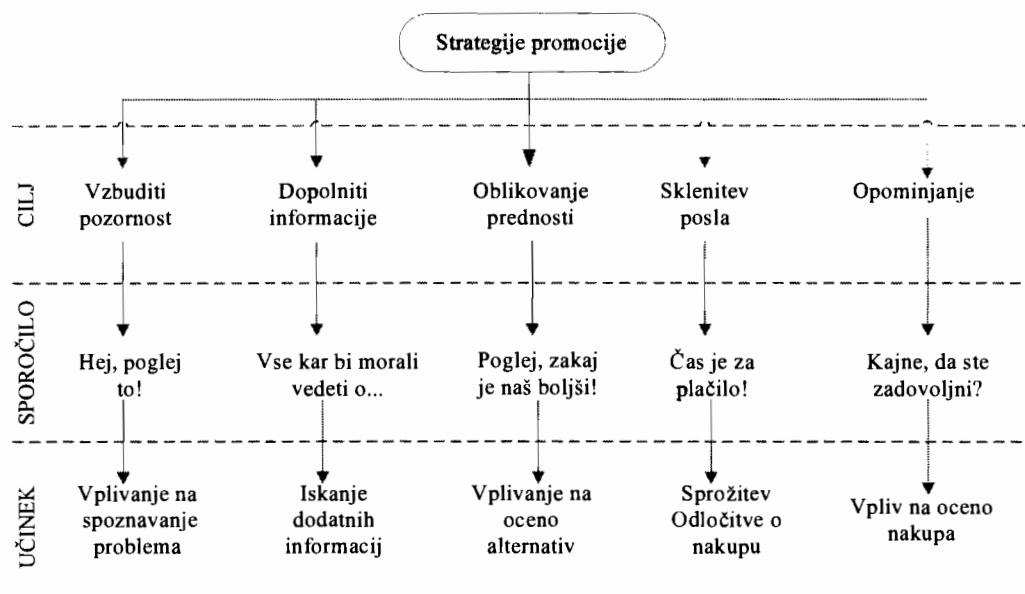 Strategije promocije
CILJ
Vzbuditi
pozornost
Dopolniti
informacije
Oblikovanje
prednosti
Sklenitev
posla
Opominjanje
SPOROČILO
Hej, poglej
to!
Vse kar bi morali
vedeti o...
Poglej, zakaj
je naš boljši!
Čas je za
plačilo!
Kajne, da ste
zadovoljni?
UČINEK
Vplivanje na
spoznavanje
problema
Iskanje
dodatnih
informacij
Vplivanje na
oceno
alternativ
Sprožitev
Odločitve o
nakupu
Vpliv na oceno
nakupa